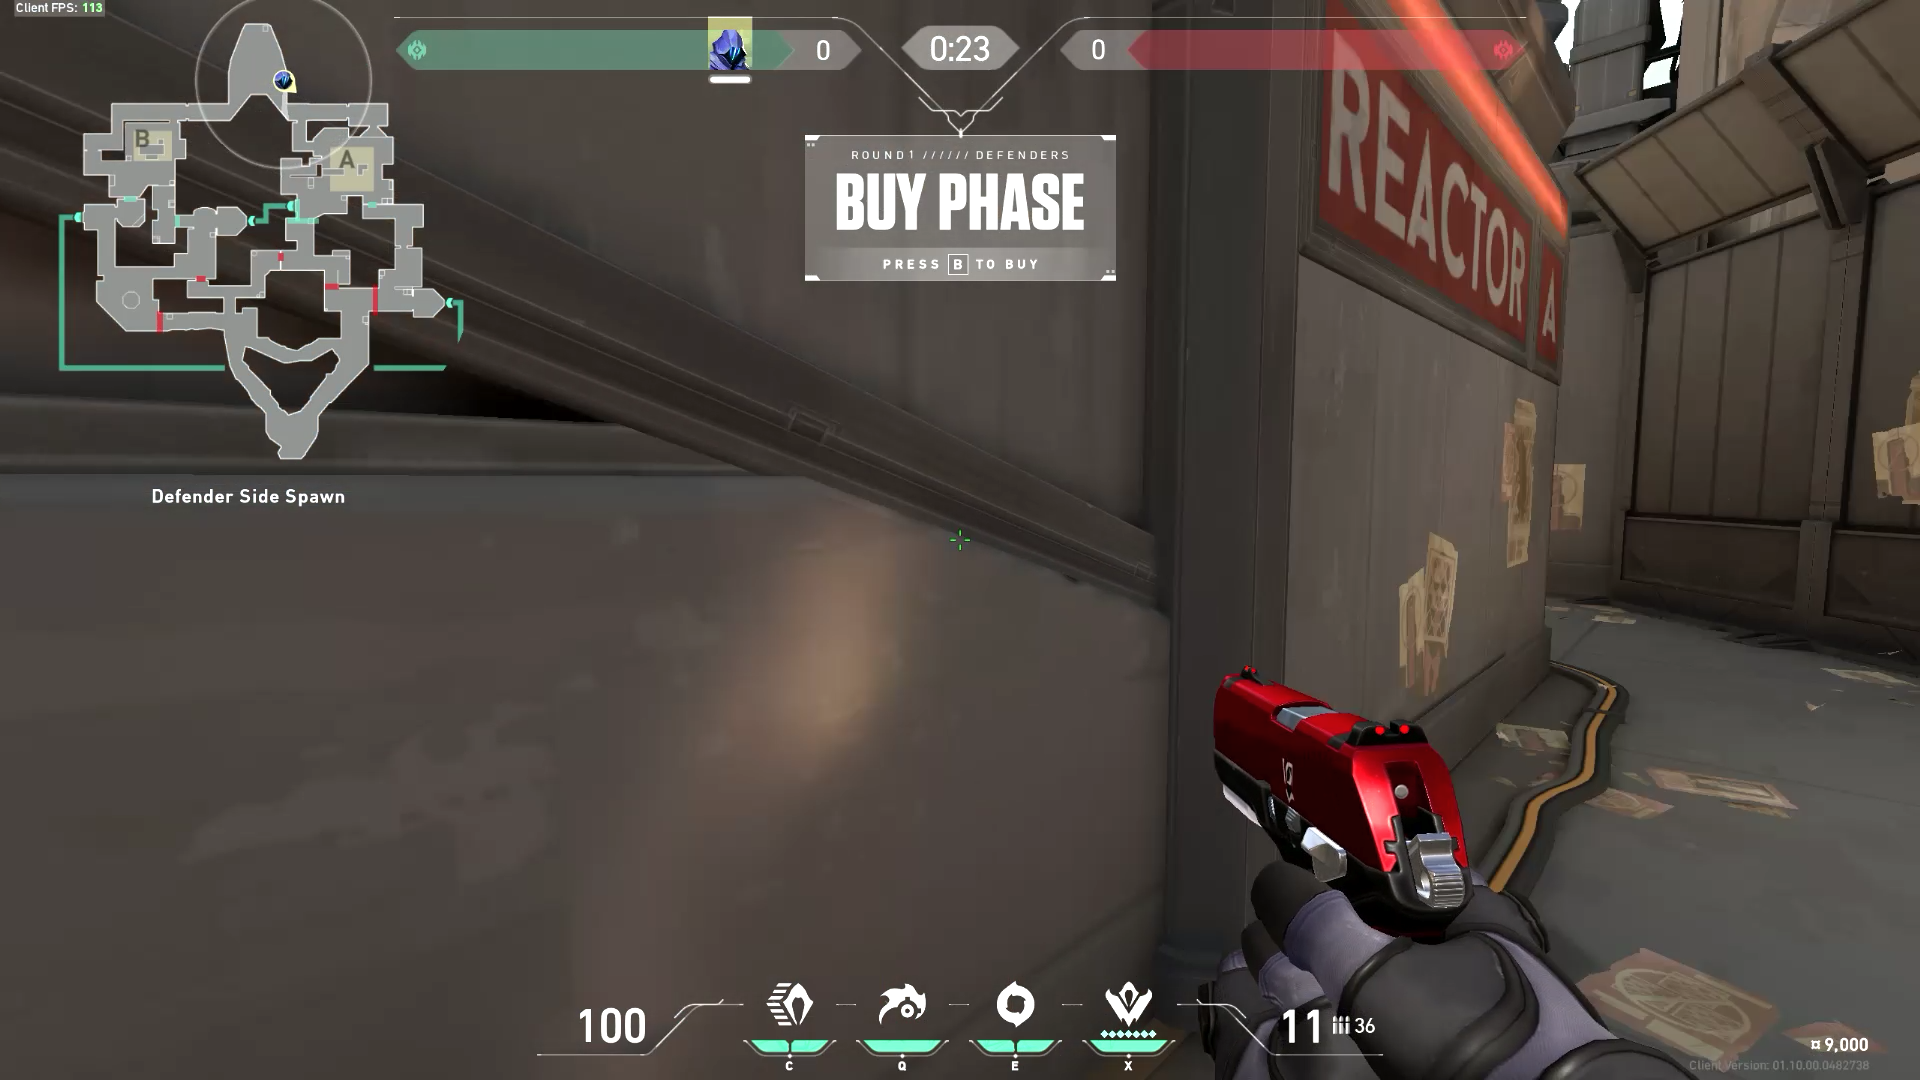 Client FPS: 113
0
0:23
0
ROUND 1 ////// DEFENDERS
BUY PHASE
PRESS B TO BUY
B
A
Defender Side Spawn
REACTOR A
100
11
36
C
Q
E
X
¤ 9,000
Client Version: 01.10.00.0482738